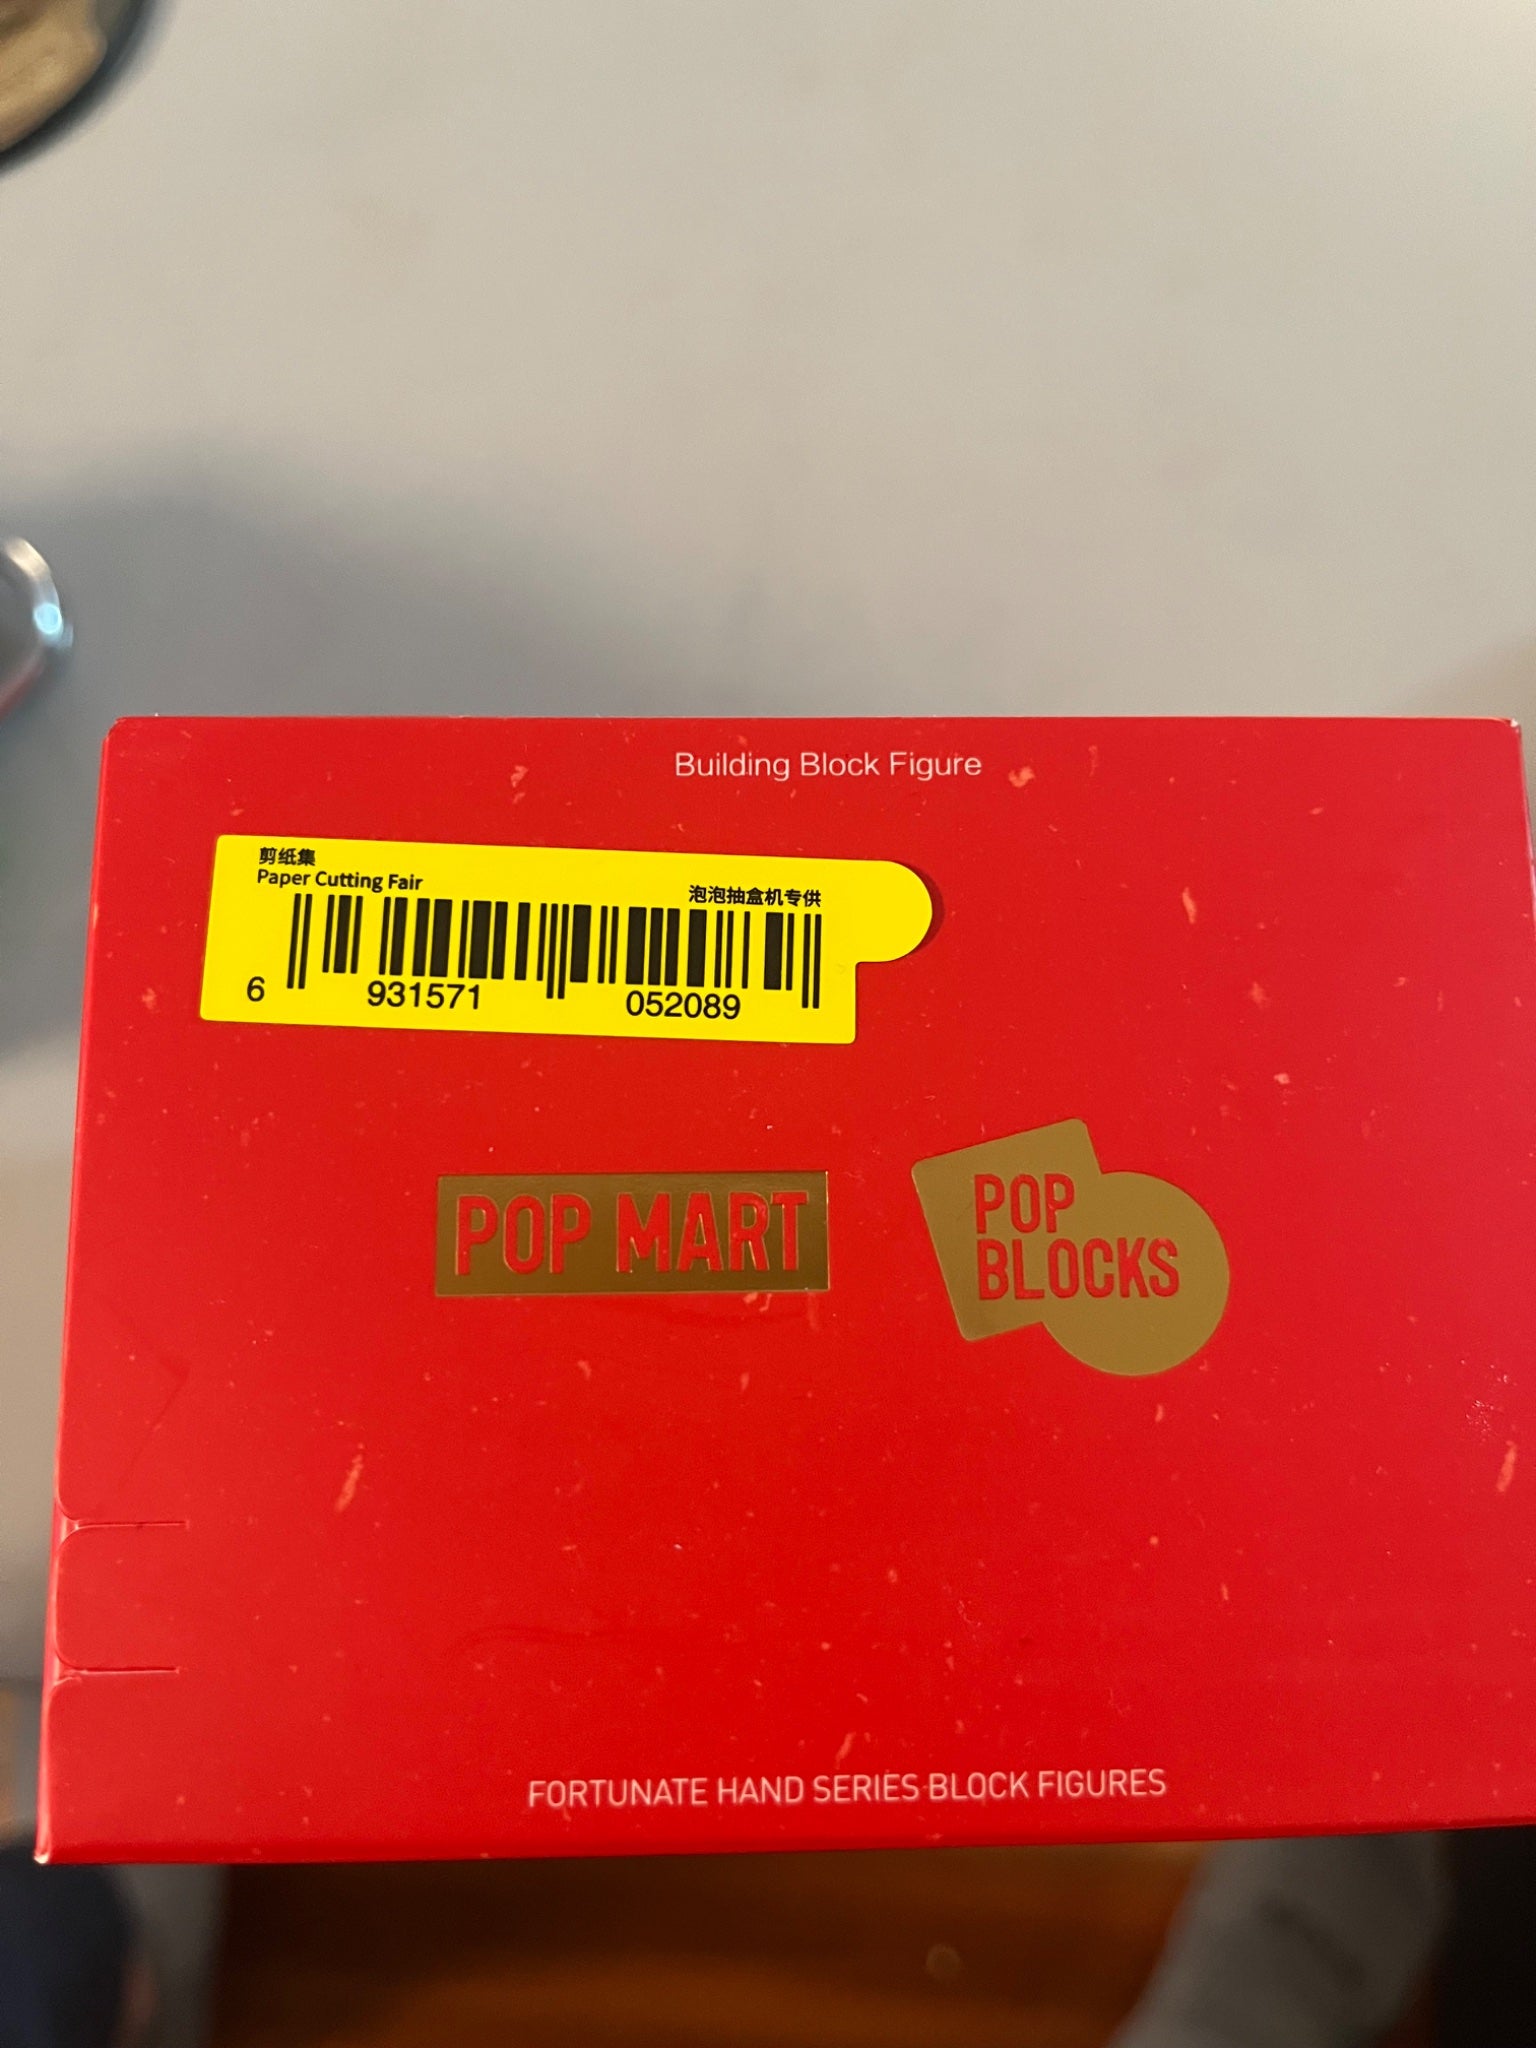 Building Block Figure
剪纸集
Paper Cutting Fair
泡泡抽盒机专供
6 931571 052089
POP MART
POP
BLOCKS
FORTUNATE HAND SERIES BLOCK FIGURES